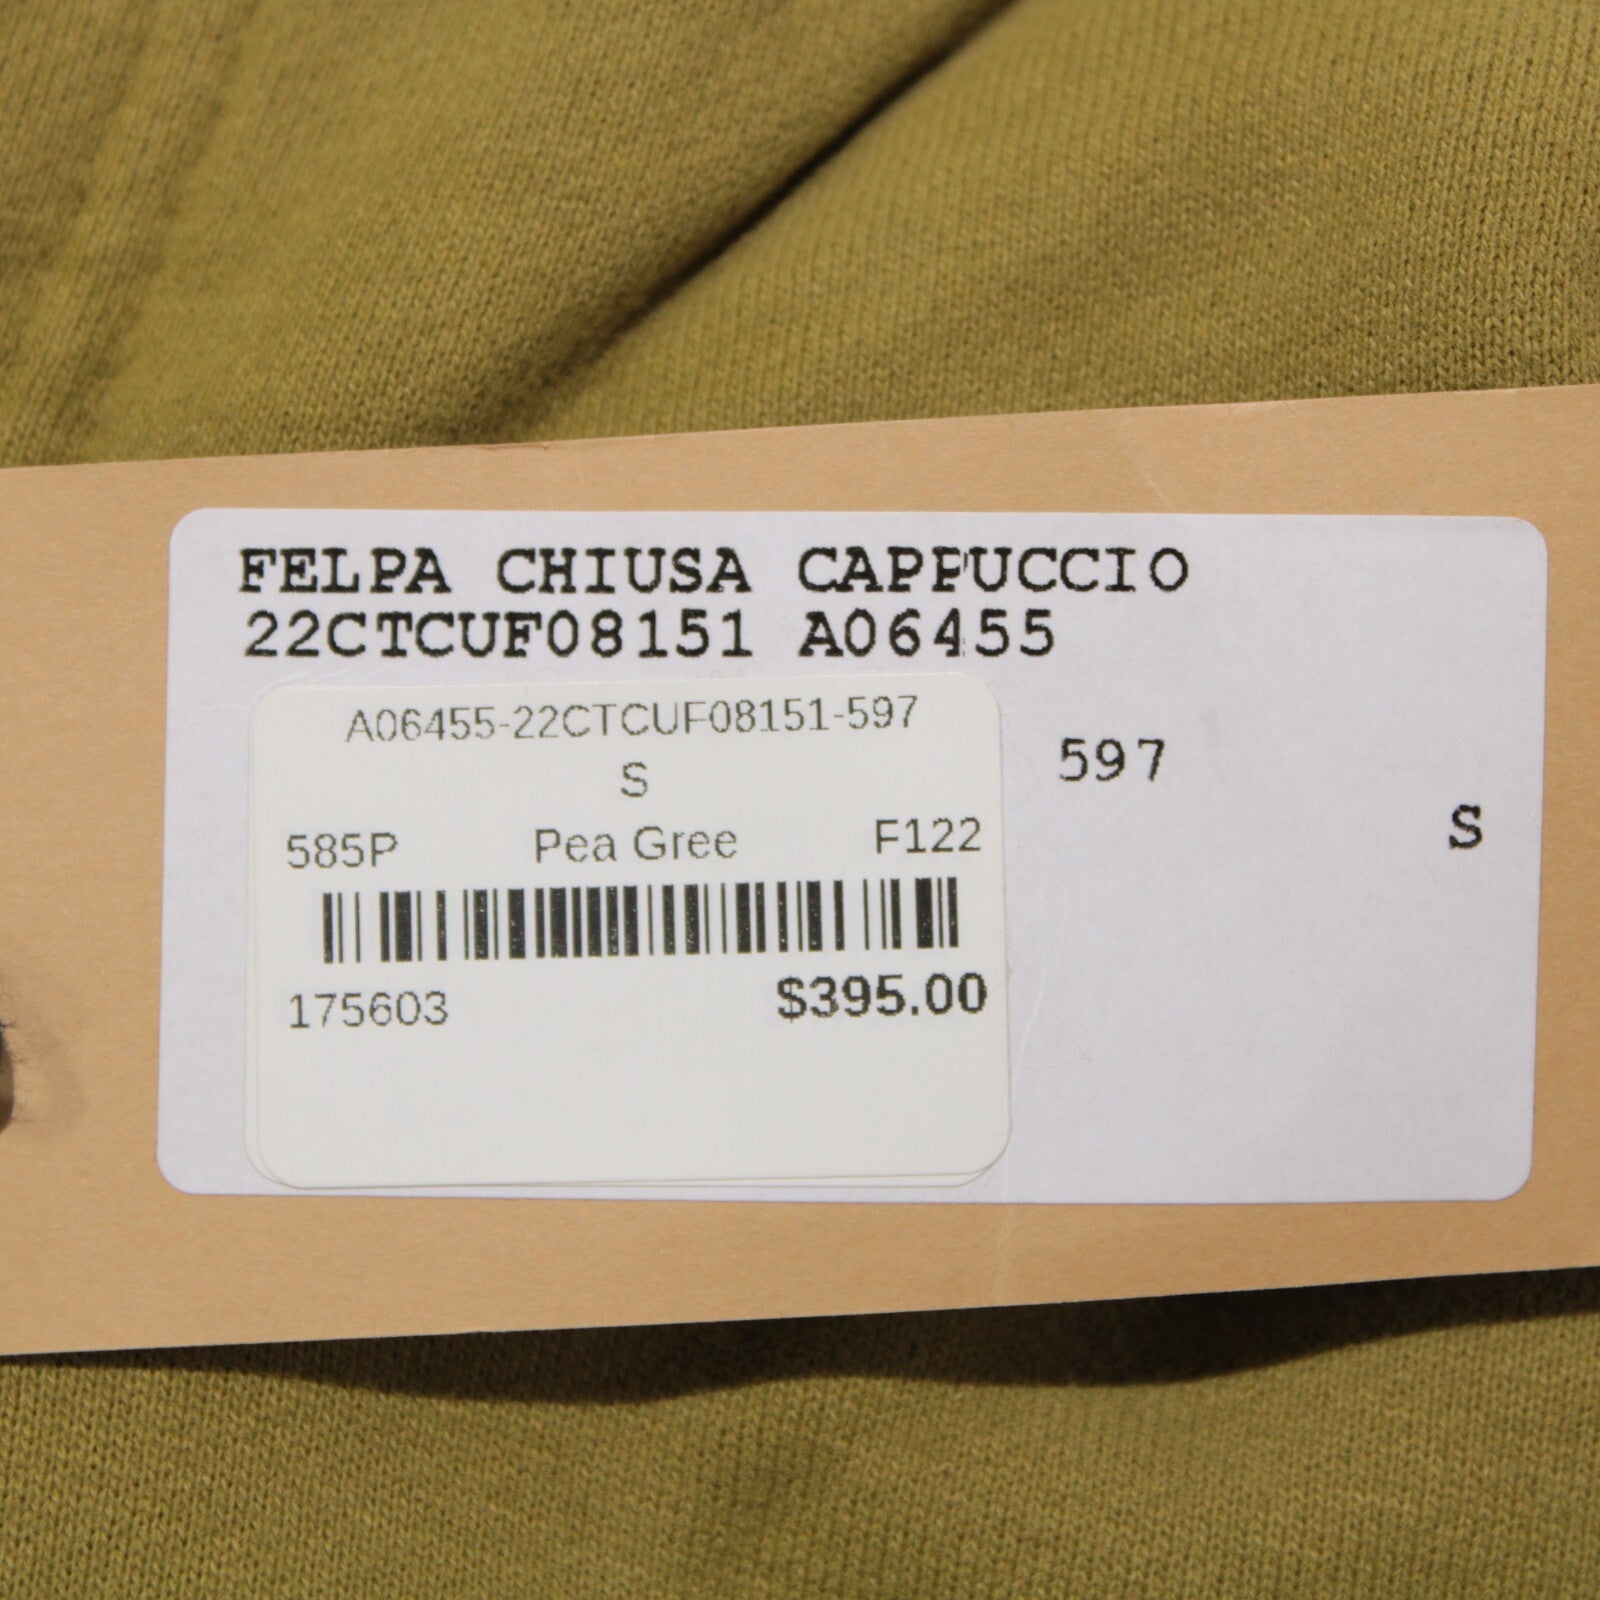 FELPA CHIUSA CAPPUCCIO
22CTCUF08151 A06455
A06455-22CTCUF08151-597
S
597
S
585P Pea Gree F122
175603 $395.00